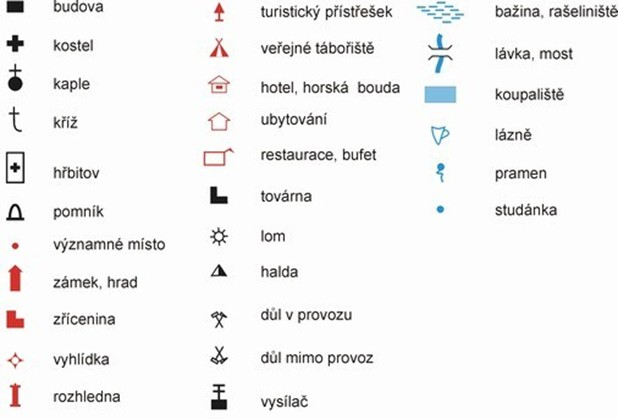 budova
kostel
kaple
kříž
hřbitov
pomník
významné místo
zámek, hrad
zřícenina
vyhlídka
rozhledna
turistický přístřešek
veřejné tábořiště
hotel, horská bouda
ubytování
restaurace, bufet
továrna
lom
halda
důl v provozu
důl mimo provoz
vysílač
bažina, rašeliniště
lávka, most
koupaliště
lázně
pramen
studánka